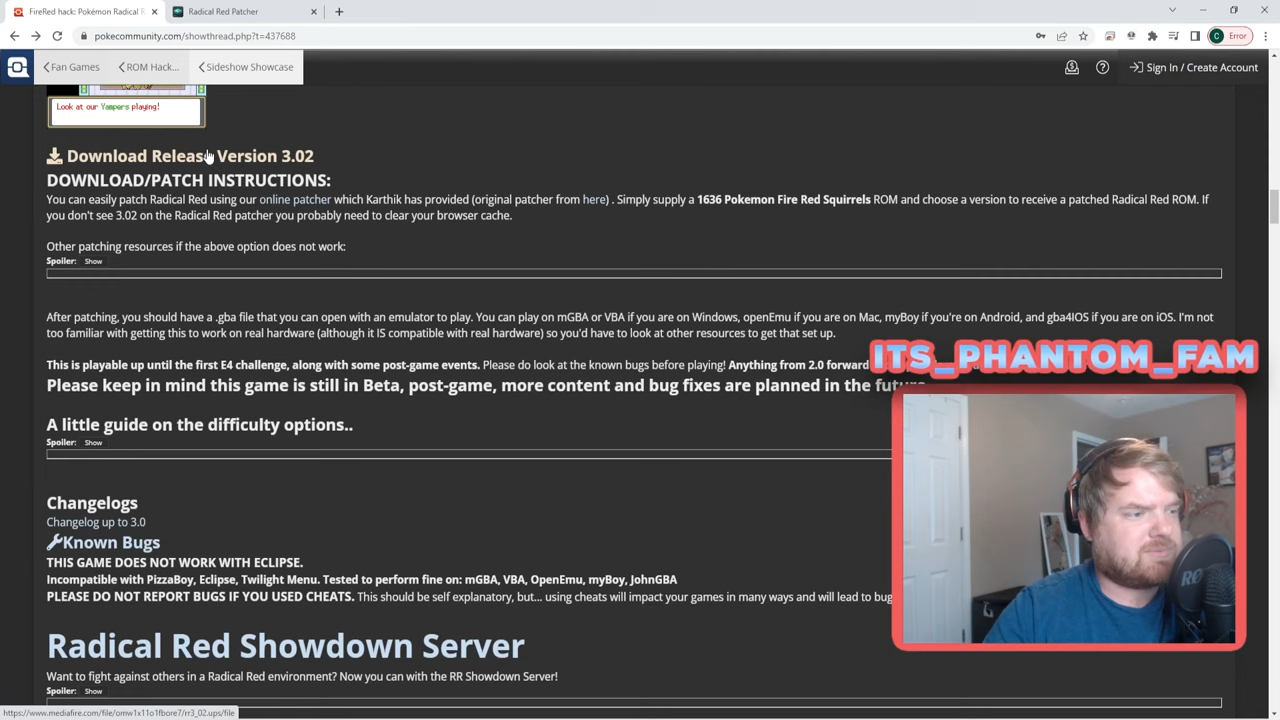 FireRed hack: Pokémon Radical R
Radical Red Patcher
pokecommunity.com/showthread.php?t=437688
C
Error
Fan Games
ROM Hack...
Sideshow Showcase
Sign In / Create Account
Look at our Yampers playing!
Download Release Version 3.02
DOWNLOAD/PATCH INSTRUCTIONS:
You can easily patch Radical Red using our online patcher which Karthik has provided (original patcher from here) . Simply supply a 1636 Pokemon Fire Red Squirrels ROM and choose a version to receive a patched Radical Red ROM. If
you don't see 3.02 on the Radical Red patcher you probably need to clear your browser cache.
Other patching resources if the above option does not work:
Spoiler: Show
After patching, you should have a .gba file that you can open with an emulator to play. You can play on mGBA or VBA if you are on Windows, openEmu if you are on Mac, myBoy if you're on Android, and gba4IOS if you are on iOS. I'm not
too familiar with getting this to work on real hardware (although it IS compatible with real hardware) so you'd have to look at other resources to get that set up.
This is playable up until the first E4 challenge, along with some post-game events. Please do look at the known bugs before playing! Anything from 2.0 forward
Please keep in mind this game is still in Beta, post-game, more content and bug fixes are planned in the future
ITS_PHANTOM_FAM
A little guide on the difficulty options..
Spoiler: Show
Changelogs
Changelog up to 3.0
Known Bugs
THIS GAME DOES NOT WORK WITH ECLIPSE.
Incompatible with PizzaBoy, Eclipse, Twilight Menu. Tested to perform fine on: mGBA, VBA, OpenEmu, myBoy, JohnGBA
PLEASE DO NOT REPORT BUGS IF YOU USED CHEATS. This should be self explanatory, but... using cheats will impact your games in many ways and will lead to bug
Radical Red Showdown Server
Want to fight against others in a Radical Red environment? Now you can with the RR Showdown Server!
Spoiler: Show
https://www.mediafire.com/file/omw1x11o1fbore7/rr3_02.ups/file